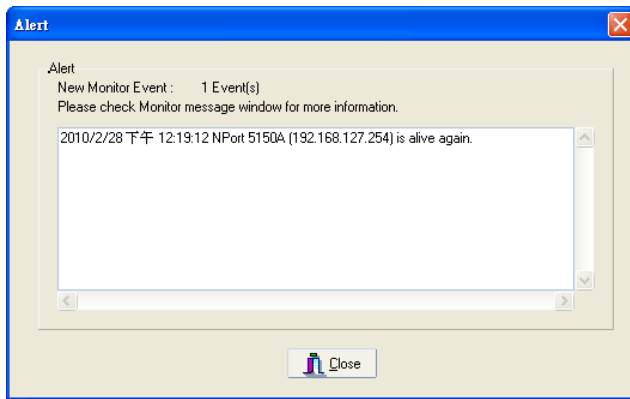 Alert
Alert
New Monitor Event : 1 Event(s)
Please check Monitor message window for more information.
2010/2/28 下午 12:19:12 NPort 5150A (192.168.127.254) is alive again.
Close